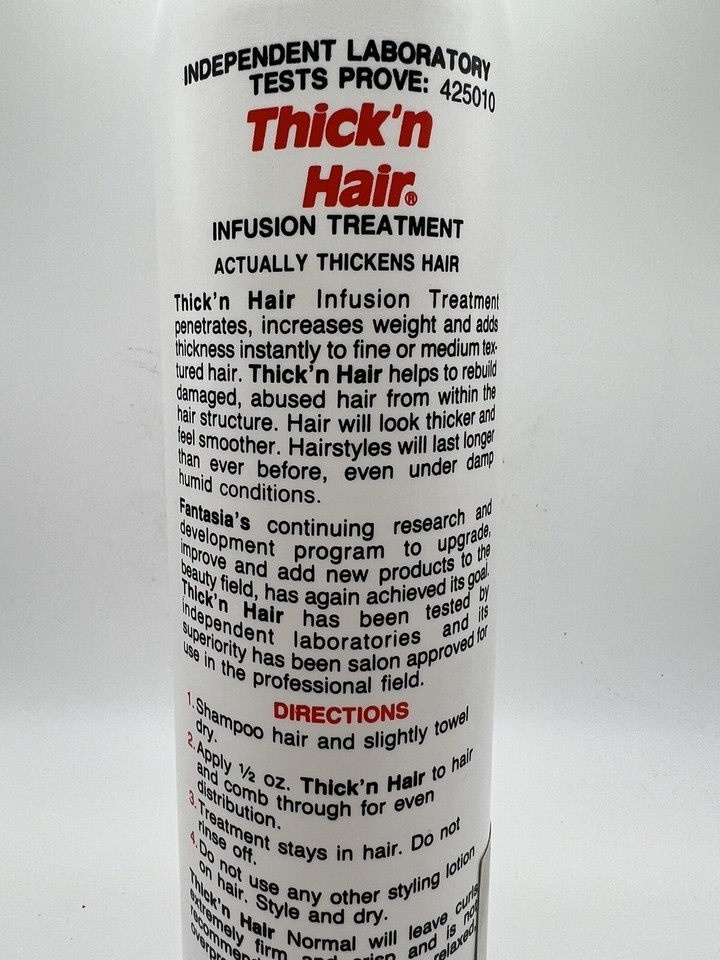 INDEPENDENT LABORATORY
TESTS PROVE: 425010
Thick'n
Hair®
INFUSION TREATMENT
ACTUALLY THICKENS HAIR
Thick'n Hair Infusion Treatment
penetrates, increases weight and adds
thickness instantly to fine or medium tex-
tured hair. Thick'n Hair helps to rebuild
damaged, abused hair from within the
hair structure. Hair will look thicker and
feel smoother. Hairstyles will last longer
than ever before, even under damp
humid conditions.
Fantasia's continuing research and
development program to upgrade,
improve and add new products to the
beauty field, has again achieved its goal.
Thick'n Hair has been tested by
independent laboratories and its
superiority has been salon approved for
use in the professional field.
DIRECTIONS
1. Shampoo hair and slightly towel
dry.
2. Apply ½ oz. Thick'n Hair to hair
and comb through for even
distribution.
3. Treatment stays in hair. Do not
rinse off.
4. Do not use any other styling lotion
on hair. Style and dry.
Thick'n Hair Normal will leave curls
extremely firm and crisp and is not